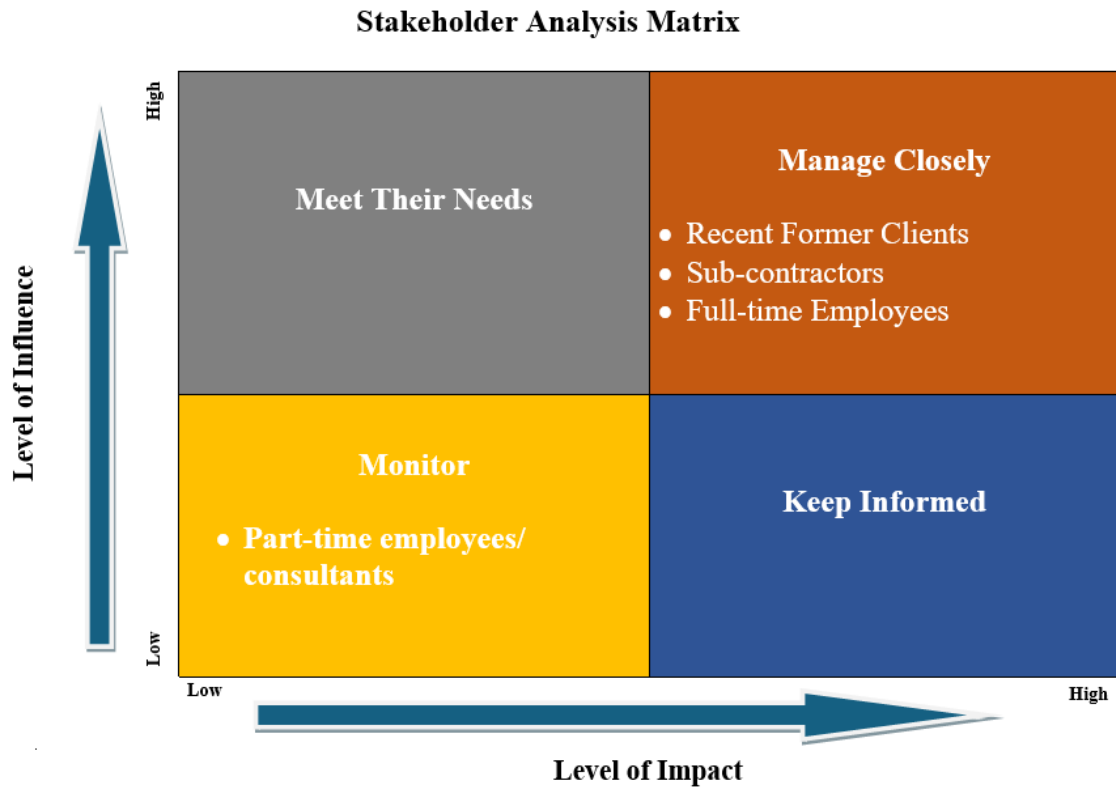 Stakeholder Analysis Matrix
High
Meet Their Needs
Manage Closely
• Recent Former Clients
• Sub-contractors
• Full-time Employees
Level of Influence
Monitor
• Part-time employees/
consultants
Keep Informed
Low
Low
High
Level of Impact